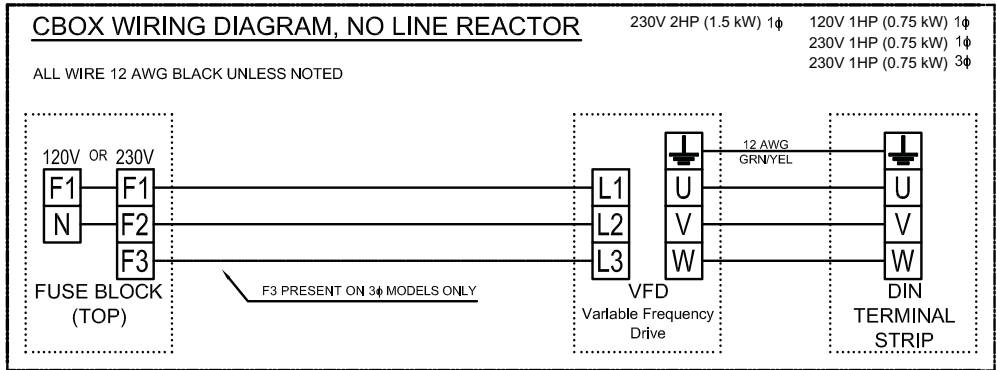 CBOX WIRING DIAGRAM, NO LINE REACTOR
230V 2HP (1.5 kW) 1ϕ
120V 1HP (0.75 kW) 1ϕ
230V 1HP (0.75 kW) 1ϕ
230V 1HP (0.75 kW) 3ϕ
ALL WIRE 12 AWG BLACK UNLESS NOTED
120V OR 230V
F1 F1
N F2
F3
FUSE BLOCK
(TOP)
F3 PRESENT ON 3ϕ MODELS ONLY
L1 U
L2 V
L3 W
VFD
Variable Frequency
Drive
12 AWG
GRN/YEL
U
V
W
DIN
TERMINAL
STRIP